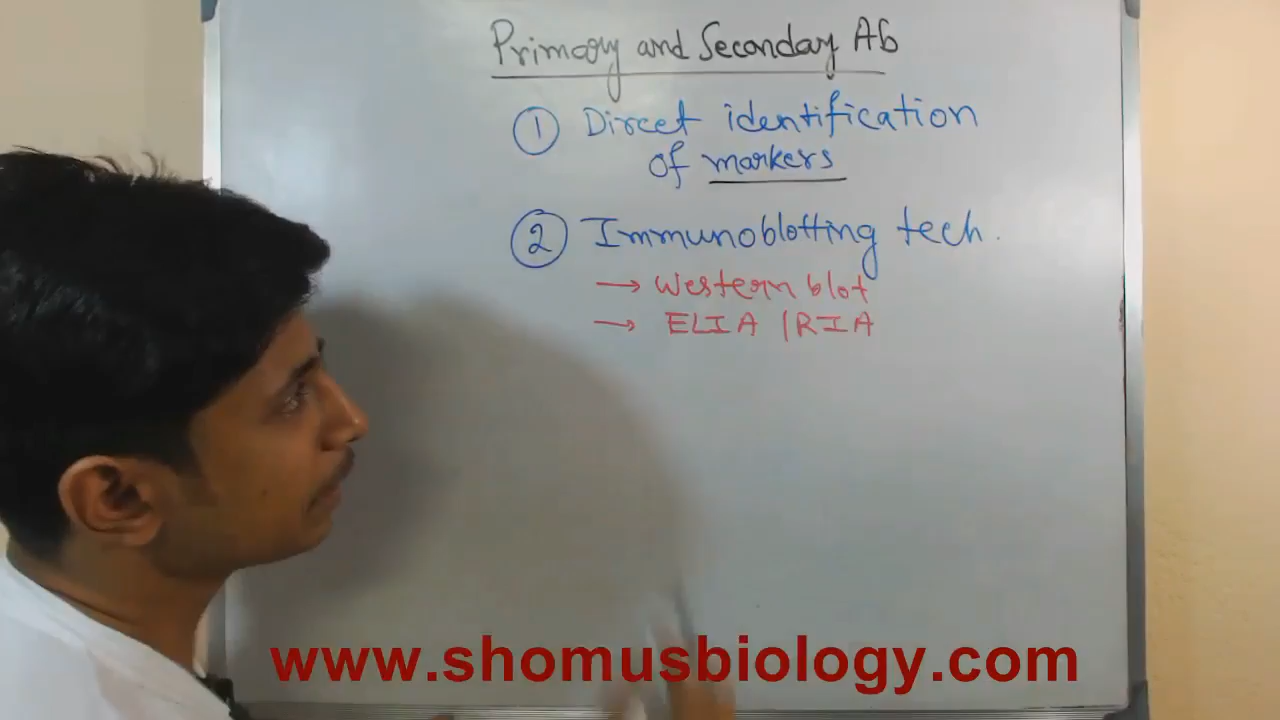 Primary and Secondary Ab
① Direct identification
of markers
② Immunoblotting tech.
→ Western blot
→ ELIA | RIA
www.shomusbiology.com